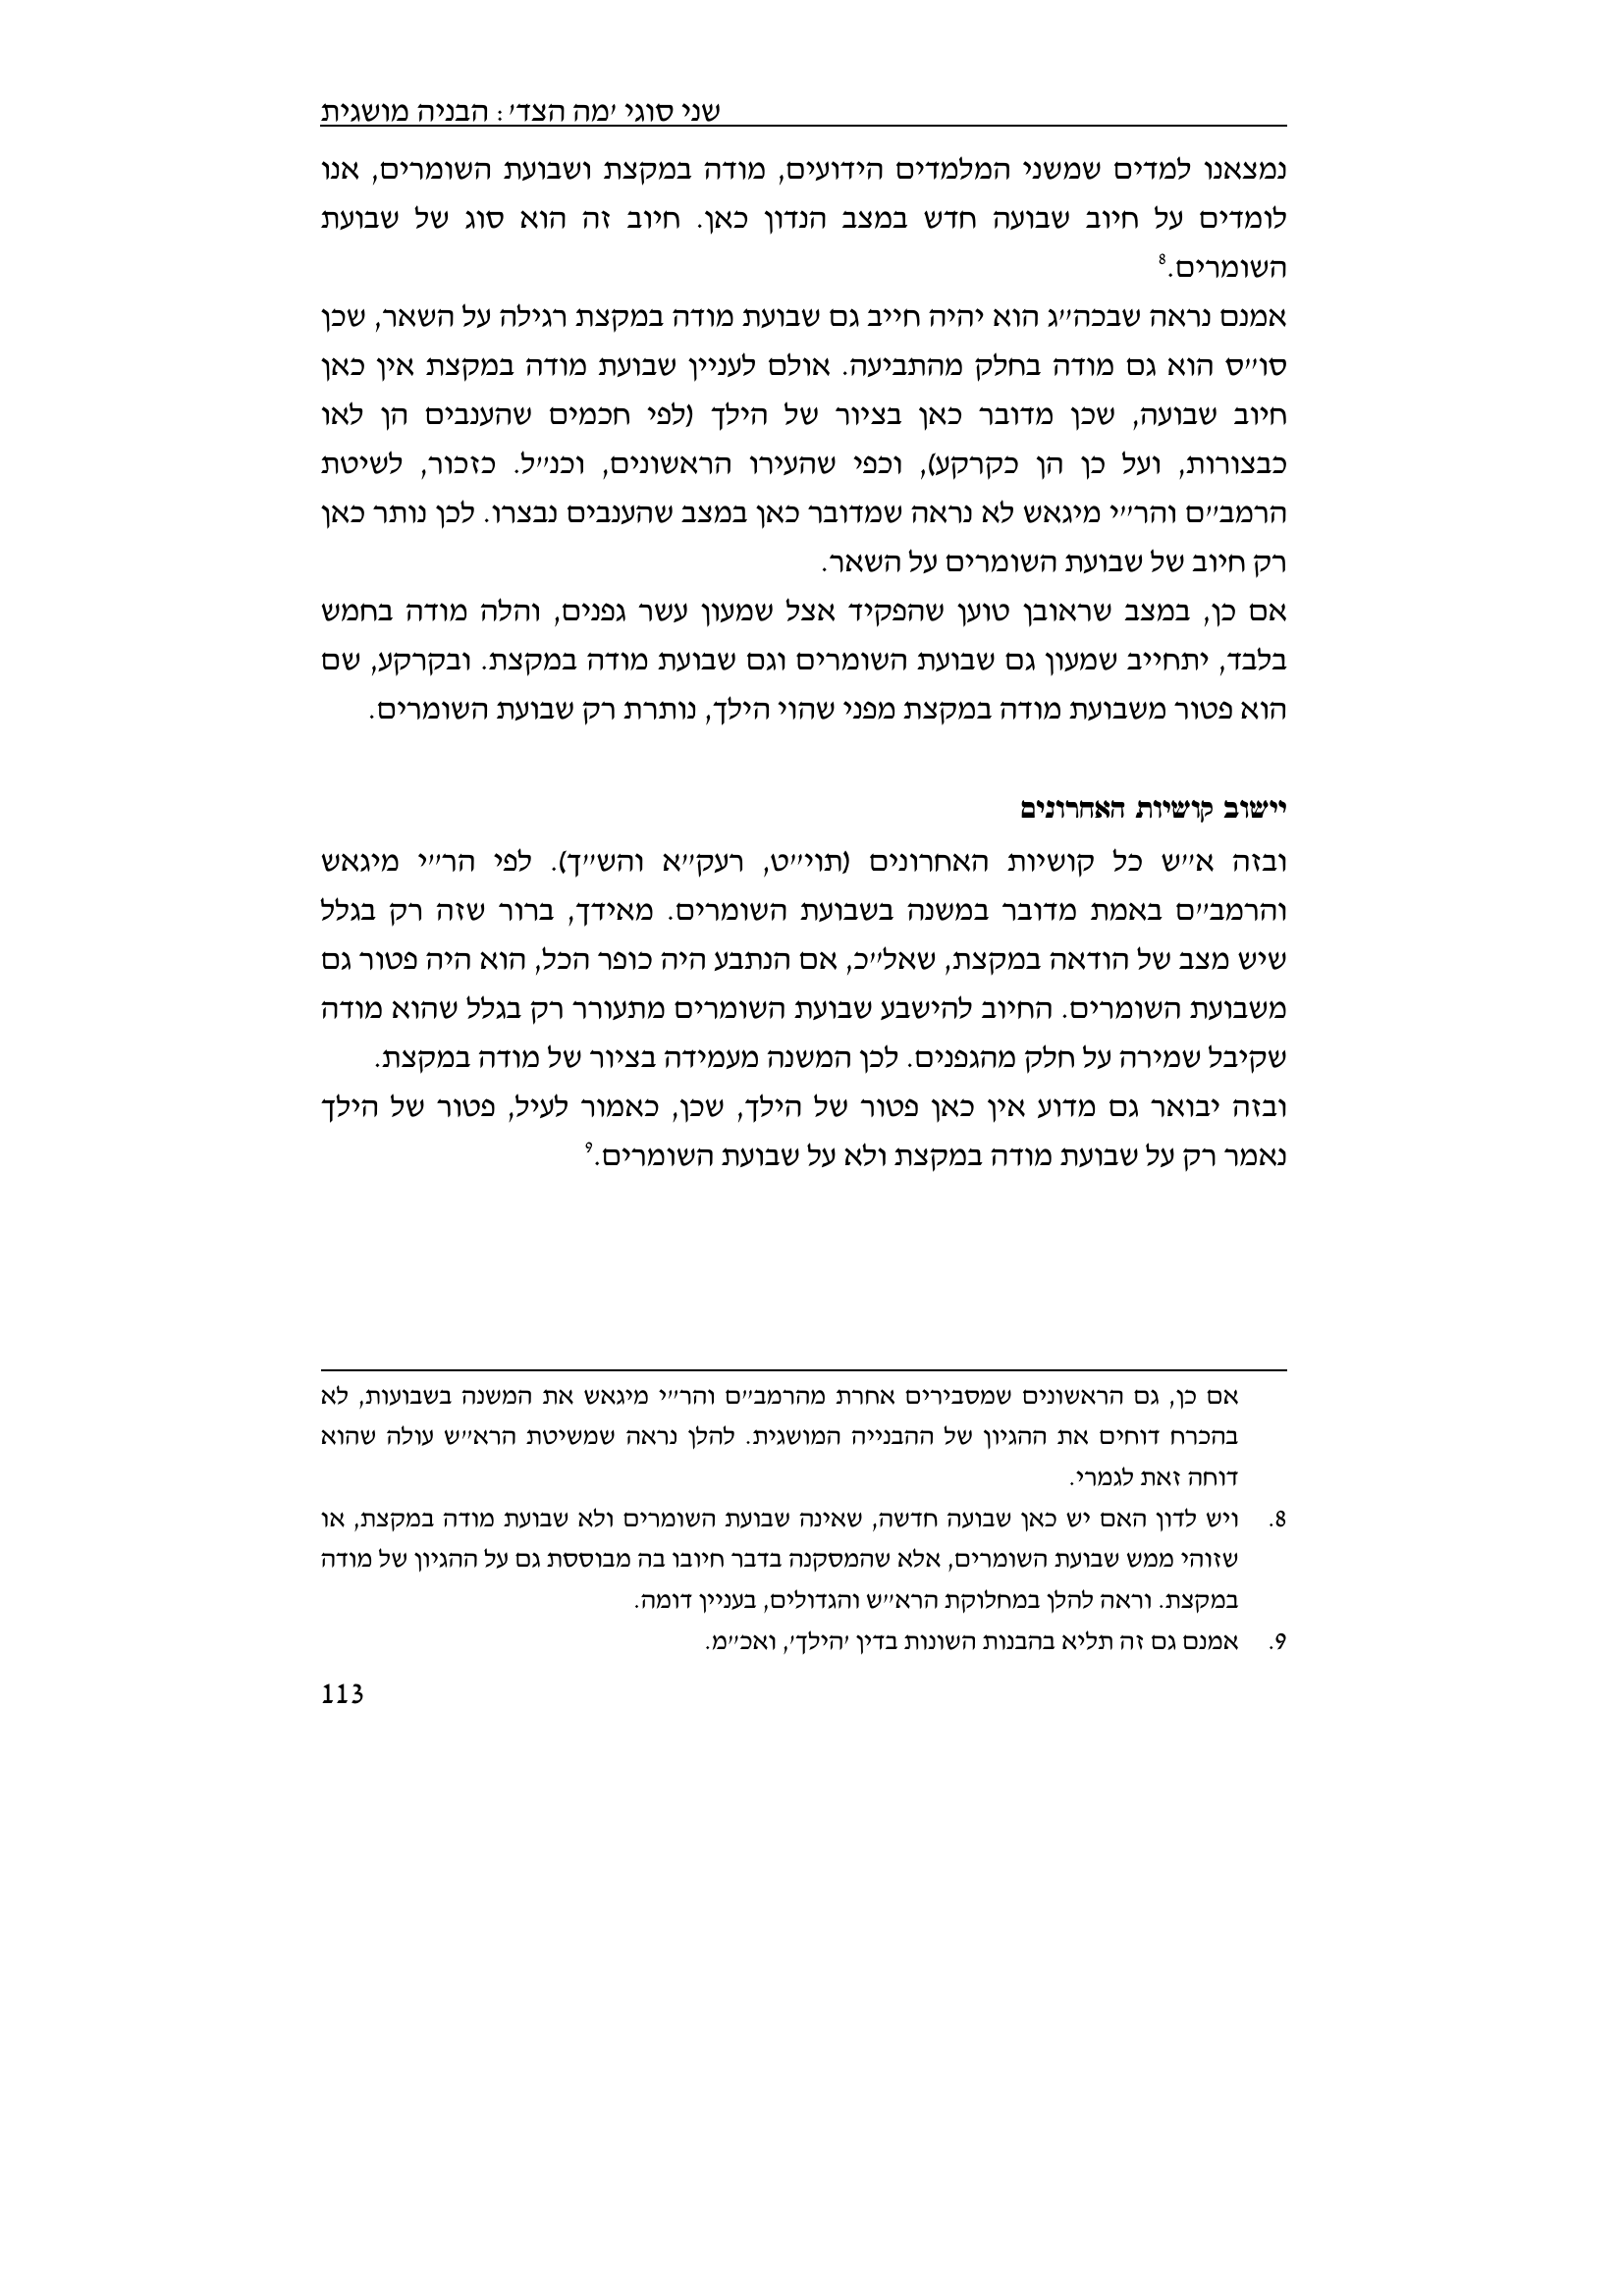 שני סוגי 'מה הצד': הבניה מושגית
נמצאנו למדים שמשני המלמדים הידועים, מודה במקצת ושבועת השומרים, אנו
לומדים על חיוב שבועה חדש במצב הנדון כאן. חיוב זה הוא סוג של שבועת
השומרים.8
אמנם נראה שבכה"ג הוא יהיה חייב גם שבועת מודה במקצת רגילה על השאר, שכן
סו"ס הוא גם מודה בחלק מהתביעה. אולם לעניין שבועת מודה במקצת אין כאן
חיוב שבועה, שכן מדובר כאן בציור של הילך (לפי חכמים שהענבים הן לאו
כבצורות, ועל כן הן כקרקע), וכפי שהעירו הראשונים, וכנ"ל. כזכור, לשיטת
הרמב"ם והר"י מיגאש לא נראה שמדובר כאן במצב שהענבים נבצרו. לכן נותר כאן
רק חיוב של שבועת השומרים על השאר.
אם כן, במצב שראובן טוען שהפקיד אצל שמעון עשר גפנים, והלה מודה בחמש
בלבד, יתחייב שמעון גם שבועת השומרים וגם שבועת מודה במקצת. ובקרקע, שם
הוא פטור משבועת מודה במקצת מפני שהוי הילך, נותרת רק שבועת השומרים.
יישוב קושיות האחרונים
ובזה א"ש כל קושיות האחרונים (תוי"ט, רעק"א והש"ך). לפי הר"י מיגאש
והרמב"ם באמת מדובר במשנה בשבועת השומרים. מאידך, ברור שזה רק בגלל
שיש מצב של הודאה במקצת, שאל"כ, אם הנתבע היה כופר הכל, הוא היה פטור גם
משבועת השומרים. החיוב להישבע שבועת השומרים מתעורר רק בגלל שהוא מודה
שקיבל שמירה על חלק מהגפנים. לכן המשנה מעמידה בציור של מודה במקצת.
ובזה יבואר גם מדוע אין כאן פטור של הילך, שכן, כאמור לעיל, פטור של הילך
נאמר רק על שבועת מודה במקצת ולא על שבועת השומרים.9
אם כן, גם הראשונים שמסבירים אחרת מהרמב"ם והר"י מיגאש את המשנה בשבועות, לא
בהכרח דוחים את ההגיון של ההבנייה המושגית. להלן נראה שמשיטת הרא"ש עולה שהוא
דוחה זאת לגמרי.
8. ויש לדון האם יש כאן שבועה חדשה, שאינה שבועת השומרים ולא שבועת מודה במקצת, או
שזוהי ממש שבועת השומרים, אלא שהמסקנה בדבר חיובו בה מבוססת גם על ההגיון של מודה
במקצת. וראה להלן במחלוקת הרא"ש והגדולים, בעניין דומה.
9. אמנם גם זה תליא בהבנות השונות בדין 'הילך', ואכ"מ.
113